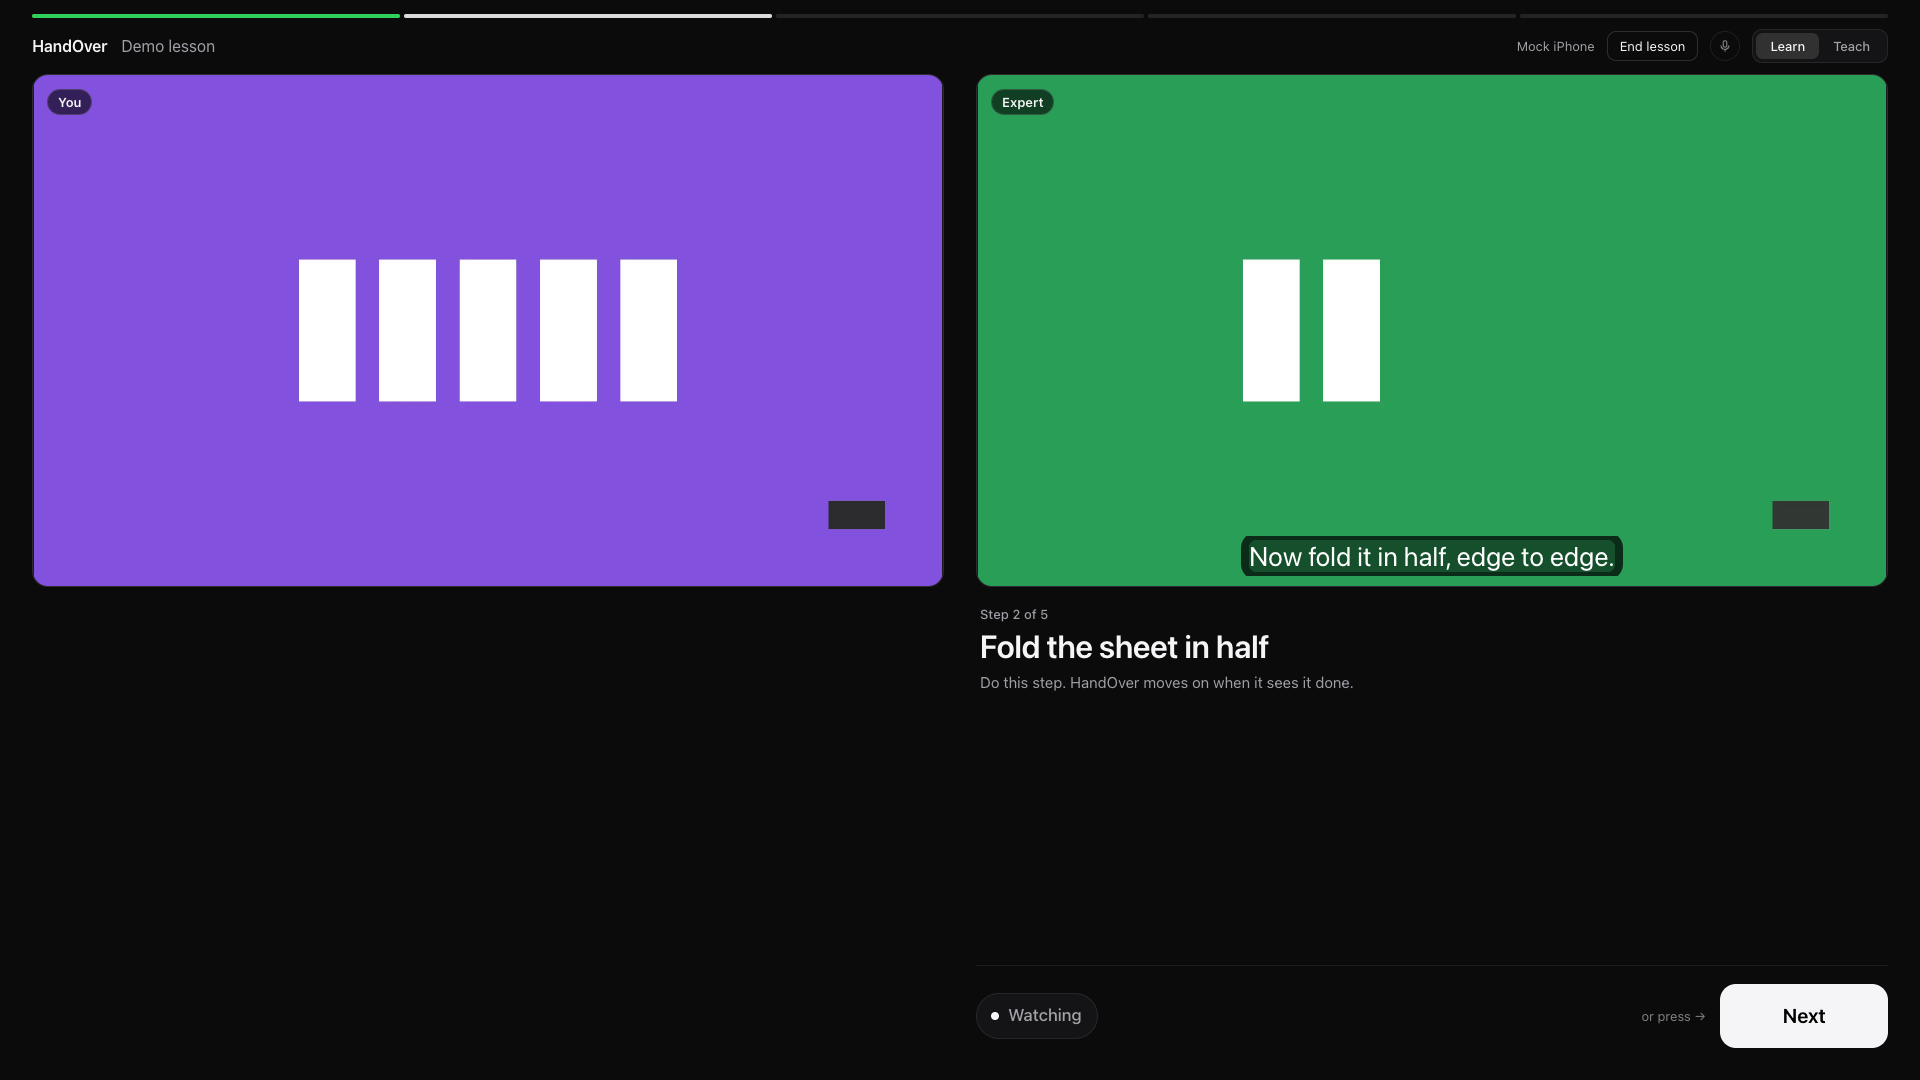 HandOver Demo lesson
Mock iPhone End lesson Learn Teach
You
Expert
Now fold it in half, edge to edge.
Step 2 of 5
Fold the sheet in half
Do this step. HandOver moves on when it sees it done.
Watching
or press → Next